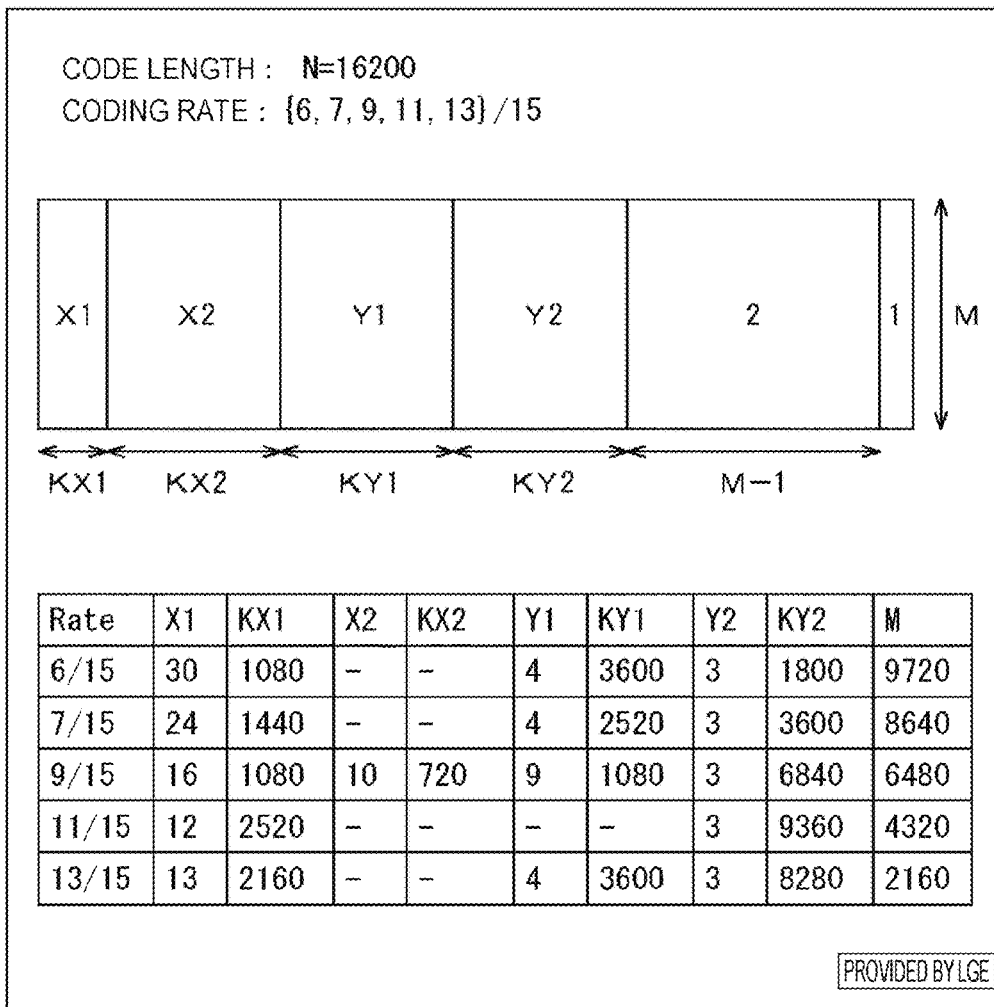 CODE LENGTH : N=16200
CODING RATE : {6, 7, 9, 11, 13} /15
X1 X2 Y1 Y2 2 1 M
KX1 KX2 KY1 KY2 M-1
Rate X1 KX1 X2 KX2 Y1 KY1 Y2 KY2 M
6/15 30 1080 - - 4 3600 3 1800 9720
7/15 24 1440 - - 4 2520 3 3600 8640
9/15 16 1080 10 720 9 1080 3 6840 6480
11/15 12 2520 - - - - 3 9360 4320
13/15 13 2160 - - 4 3600 3 8280 2160
PROVIDED BY LGE